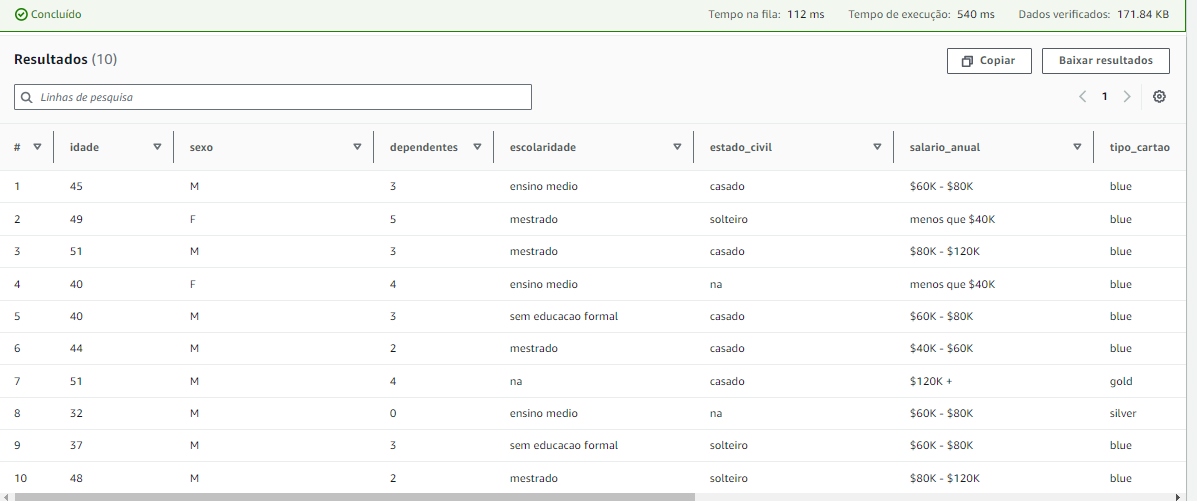 Concluído Tempo na fila: 112 ms Tempo de execução: 540 ms Dados verificados: 171.84 KB
Resultados (10) Copiar Baixar resultados
Linhas de pesquisa 1
# idade sexo dependentes escolaridade estado_civil salario_anual tipo_cartao
1 45 M 3 ensino medio casado $60K - $80K blue
2 49 F 5 mestrado solteiro menos que $40K blue
3 51 M 3 mestrado casado $80K - $120K blue
4 40 F 4 ensino medio na menos que $40K blue
5 40 M 3 sem educacao formal casado $60K - $80K blue
6 44 M 2 mestrado casado $40K - $60K blue
7 51 M 4 na casado $120K + gold
8 32 M 0 ensino medio na $60K - $80K silver
9 37 M 3 sem educacao formal solteiro $60K - $80K blue
10 48 M 2 mestrado solteiro $80K - $120K blue